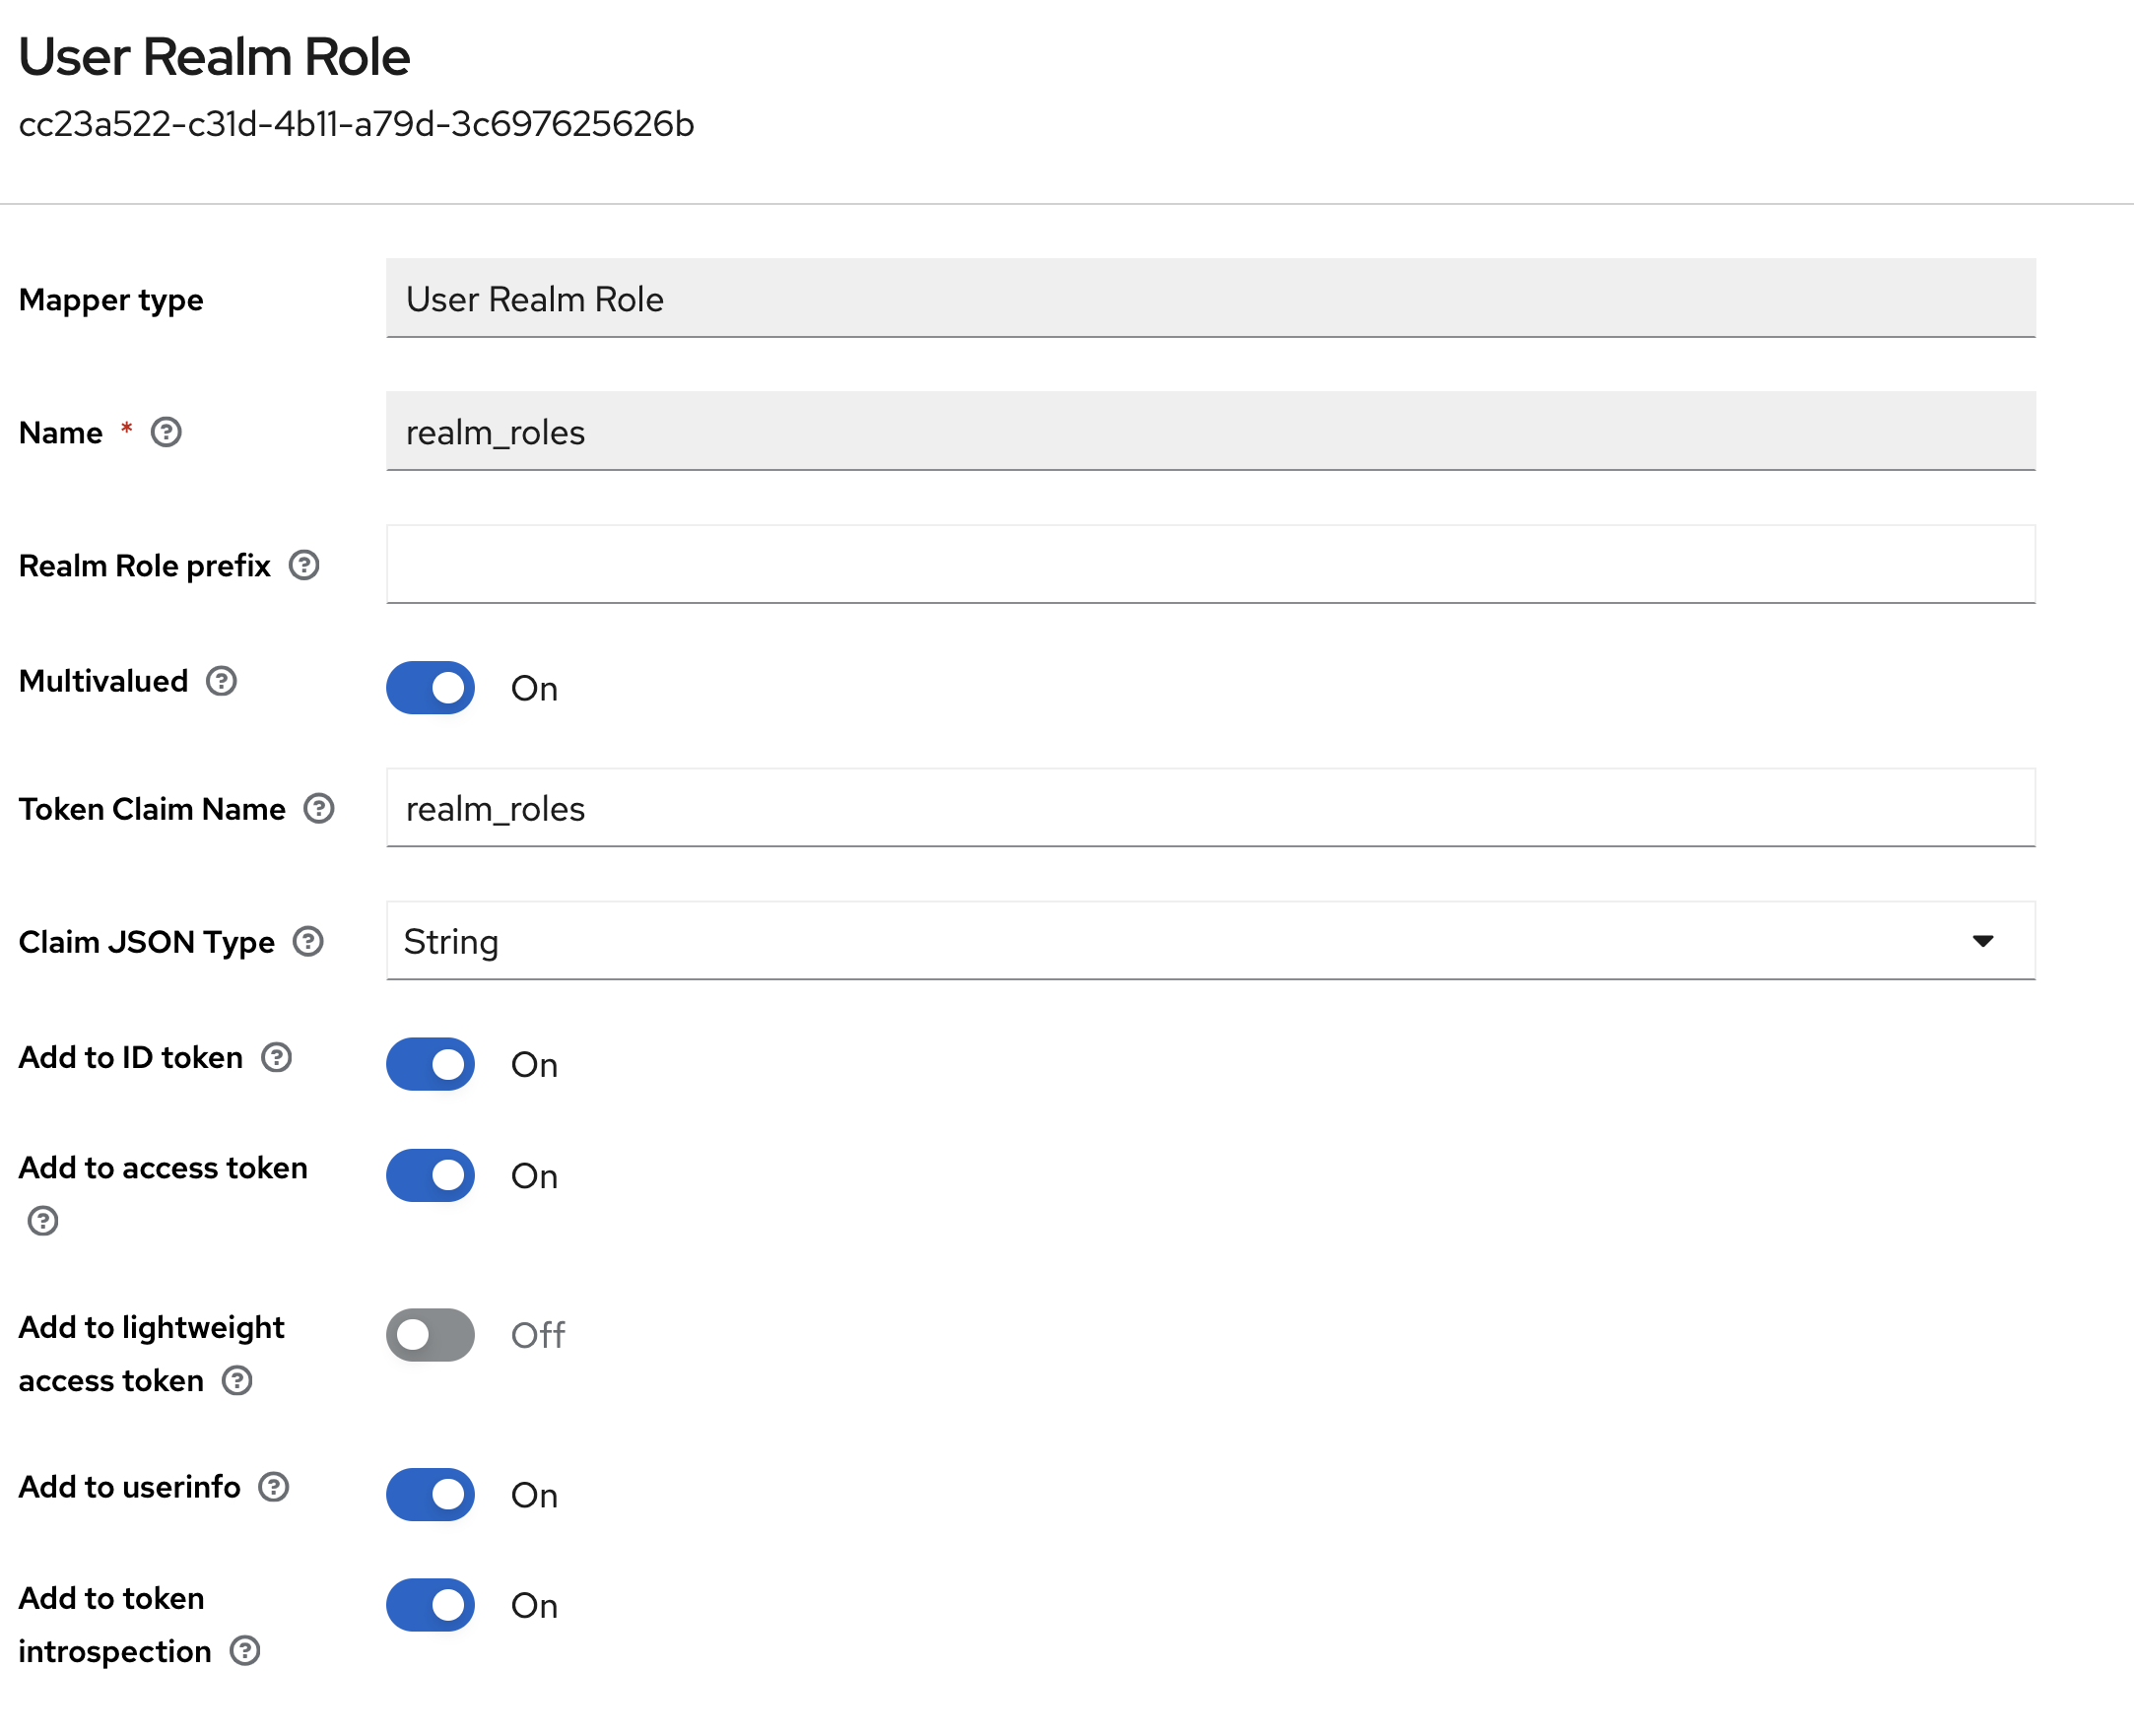 User Realm Role
cc23a522-c31d-4b11-a79d-3c697625626b
Mapper type
User Realm Role
Name *
realm_roles
Realm Role prefix
Multivalued
On
Token Claim Name
realm_roles
Claim JSON Type
String
Add to ID token
On
Add to access token
On
Add to lightweight
access token
Off
Add to userinfo
On
Add to token
introspection
On